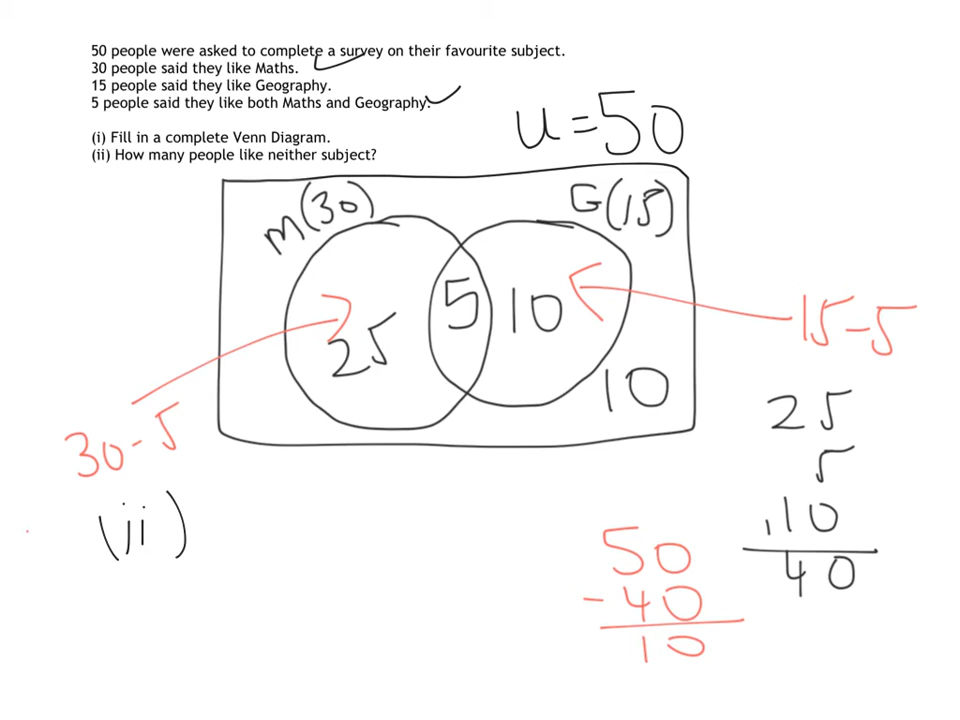 50 people were asked to complete a survey on their favourite subject.
30 people said they like Maths.
15 people said they like Geography.
5 people said they like both Maths and Geography.
(i) Fill in a complete Venn Diagram.
(ii) How many people like neither subject?
u = 50
M(30)
G(15)
25
5
10
10
15-5
30-5
(ii)
25
5
10
40
50
- 40
10